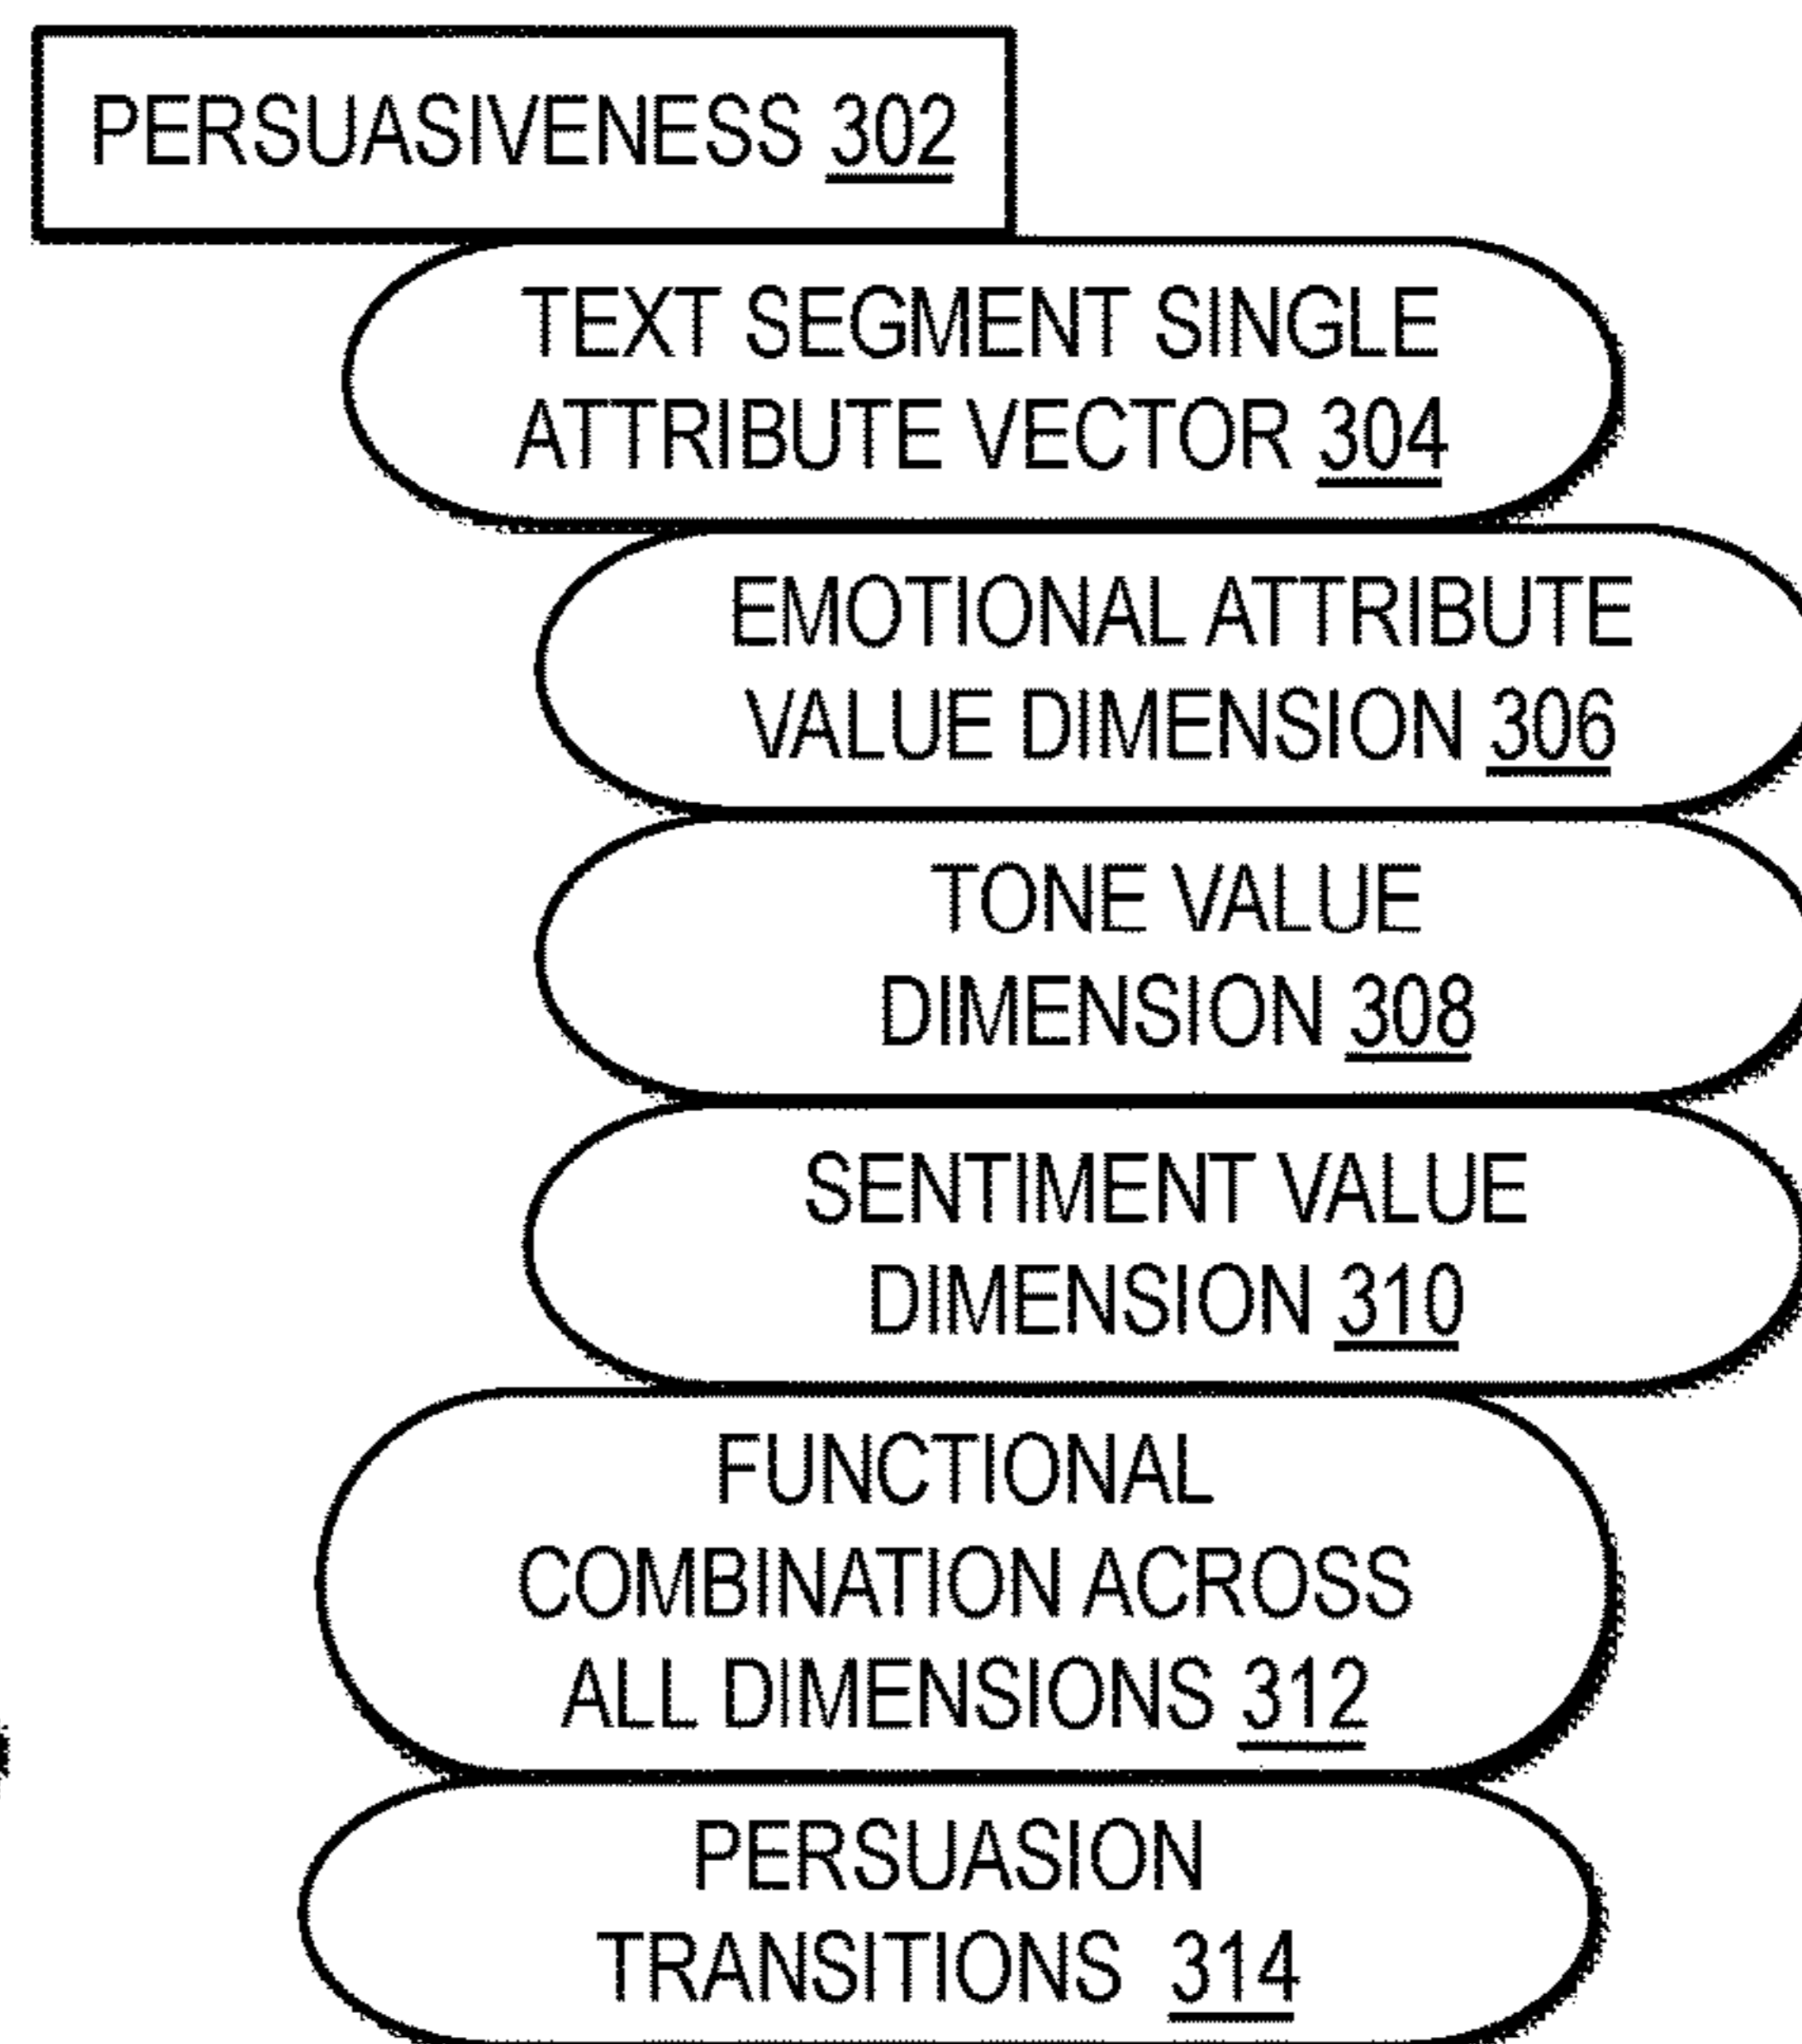 PERSUASIVENESS 302
TEXT SEGMENT SINGLE
ATTRIBUTE VECTOR 304
EMOTIONAL ATTRIBUTE
VALUE DIMENSION 306
TONE VALUE
DIMENSION 308
SENTIMENT VALUE
DIMENSION 310
FUNCTIONAL
COMBINATION ACROSS
ALL DIMENSIONS 312
PERSUASION
TRANSITIONS 314